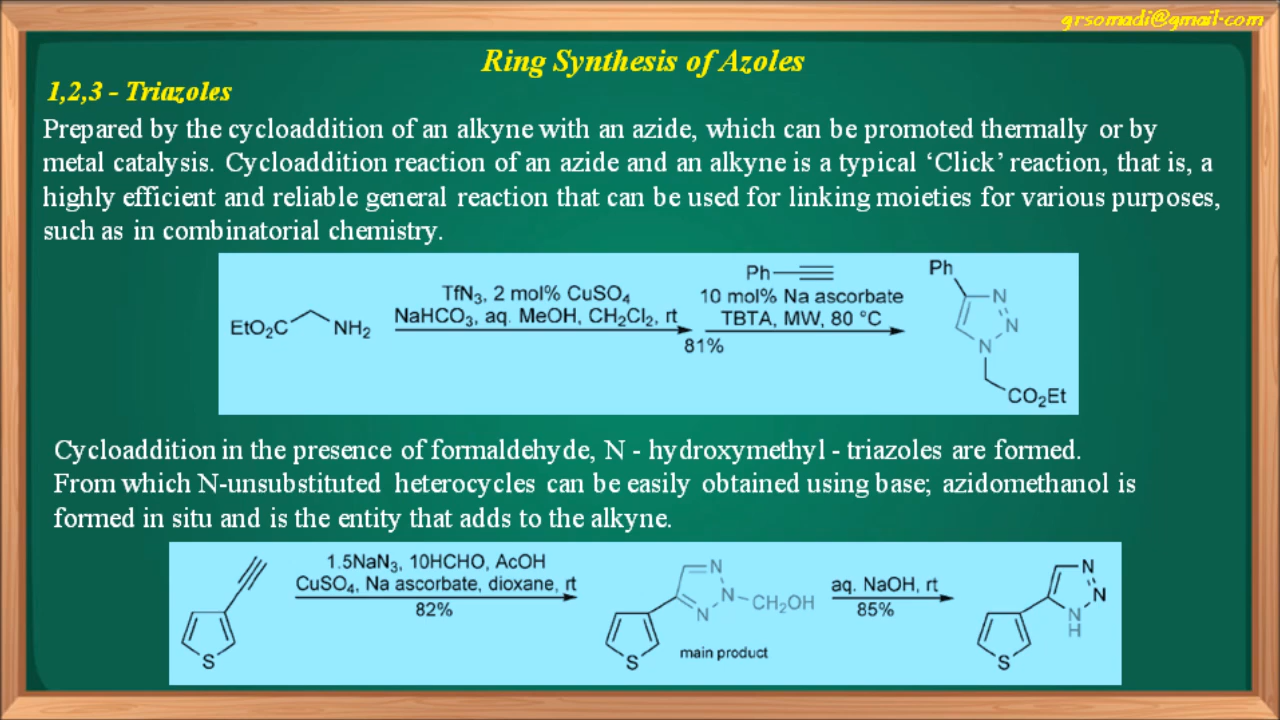 grsomadi@gmail.com
Ring Synthesis of Azoles
1,2,3 - Triazoles
Prepared by the cycloaddition of an alkyne with an azide, which can be promoted thermally or by
metal catalysis. Cycloaddition reaction of an azide and an alkyne is a typical ‘Click’ reaction, that is, a
highly efficient and reliable general reaction that can be used for linking moieties for various purposes,
such as in combinatorial chemistry.
EtO₂C NH₂
TfN₃, 2 mol% CuSO₄
NaHCO₃, aq. MeOH, CH₂Cl₂, rt
81%
Ph
10 mol% Na ascorbate
TBTA, MW, 80 °C
Ph
N
N
N
CO₂Et
Cycloaddition in the presence of formaldehyde, N - hydroxymethyl - triazoles are formed.
From which N-unsubstituted heterocycles can be easily obtained using base; azidomethanol is
formed in situ and is the entity that adds to the alkyne.
S
1.5NaN₃, 10HCHO, AcOH
CuSO₄, Na ascorbate, dioxane, rt
82%
N
N CH₂OH
N
S
main product
aq. NaOH, rt
85%
N
N
N
H
S